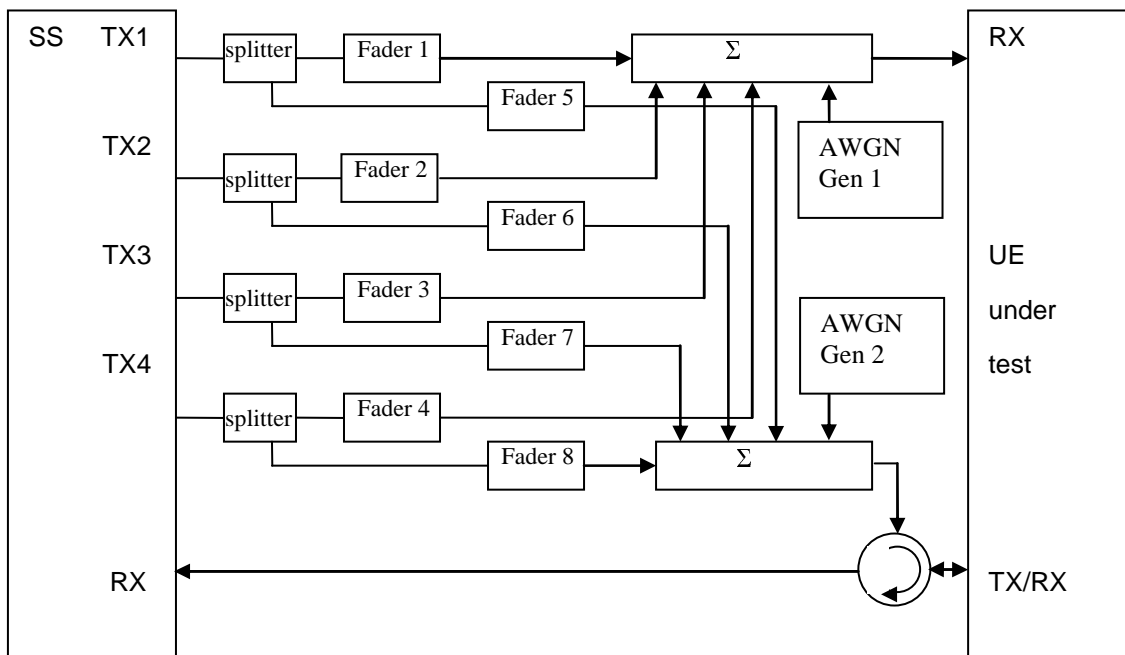 SS TX1
splitter
Fader 1
Σ
RX
Fader 5
TX2
AWGN
Gen 1
splitter
Fader 2
Fader 6
TX3
UE
splitter
Fader 3
AWGN
Gen 2
under
Fader 7
TX4
test
splitter
Fader 4
Fader 8
Σ
RX
TX/RX